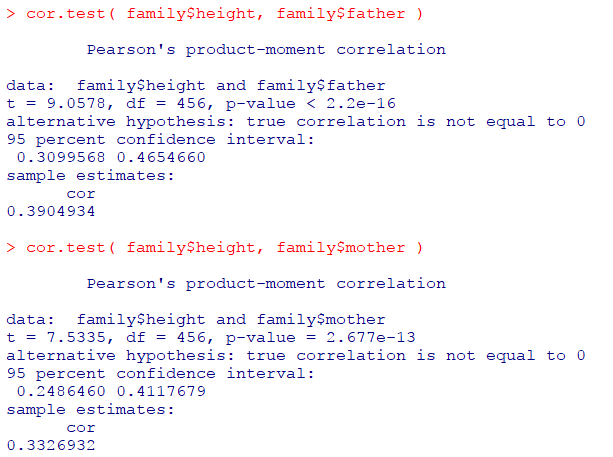 > cor.test( family$height, family$father )
Pearson's product-moment correlation
data:  family$height and family$father
t = 9.0578, df = 456, p-value < 2.2e-16
alternative hypothesis: true correlation is not equal to 0
95 percent confidence interval:
0.3099568 0.4654660
sample estimates:
cor
0.3904934
> cor.test( family$height, family$mother )
Pearson's product-moment correlation
data:  family$height and family$mother
t = 7.5335, df = 456, p-value = 2.677e-13
alternative hypothesis: true correlation is not equal to 0
95 percent confidence interval:
0.2486460 0.4117679
sample estimates:
cor
0.3326932